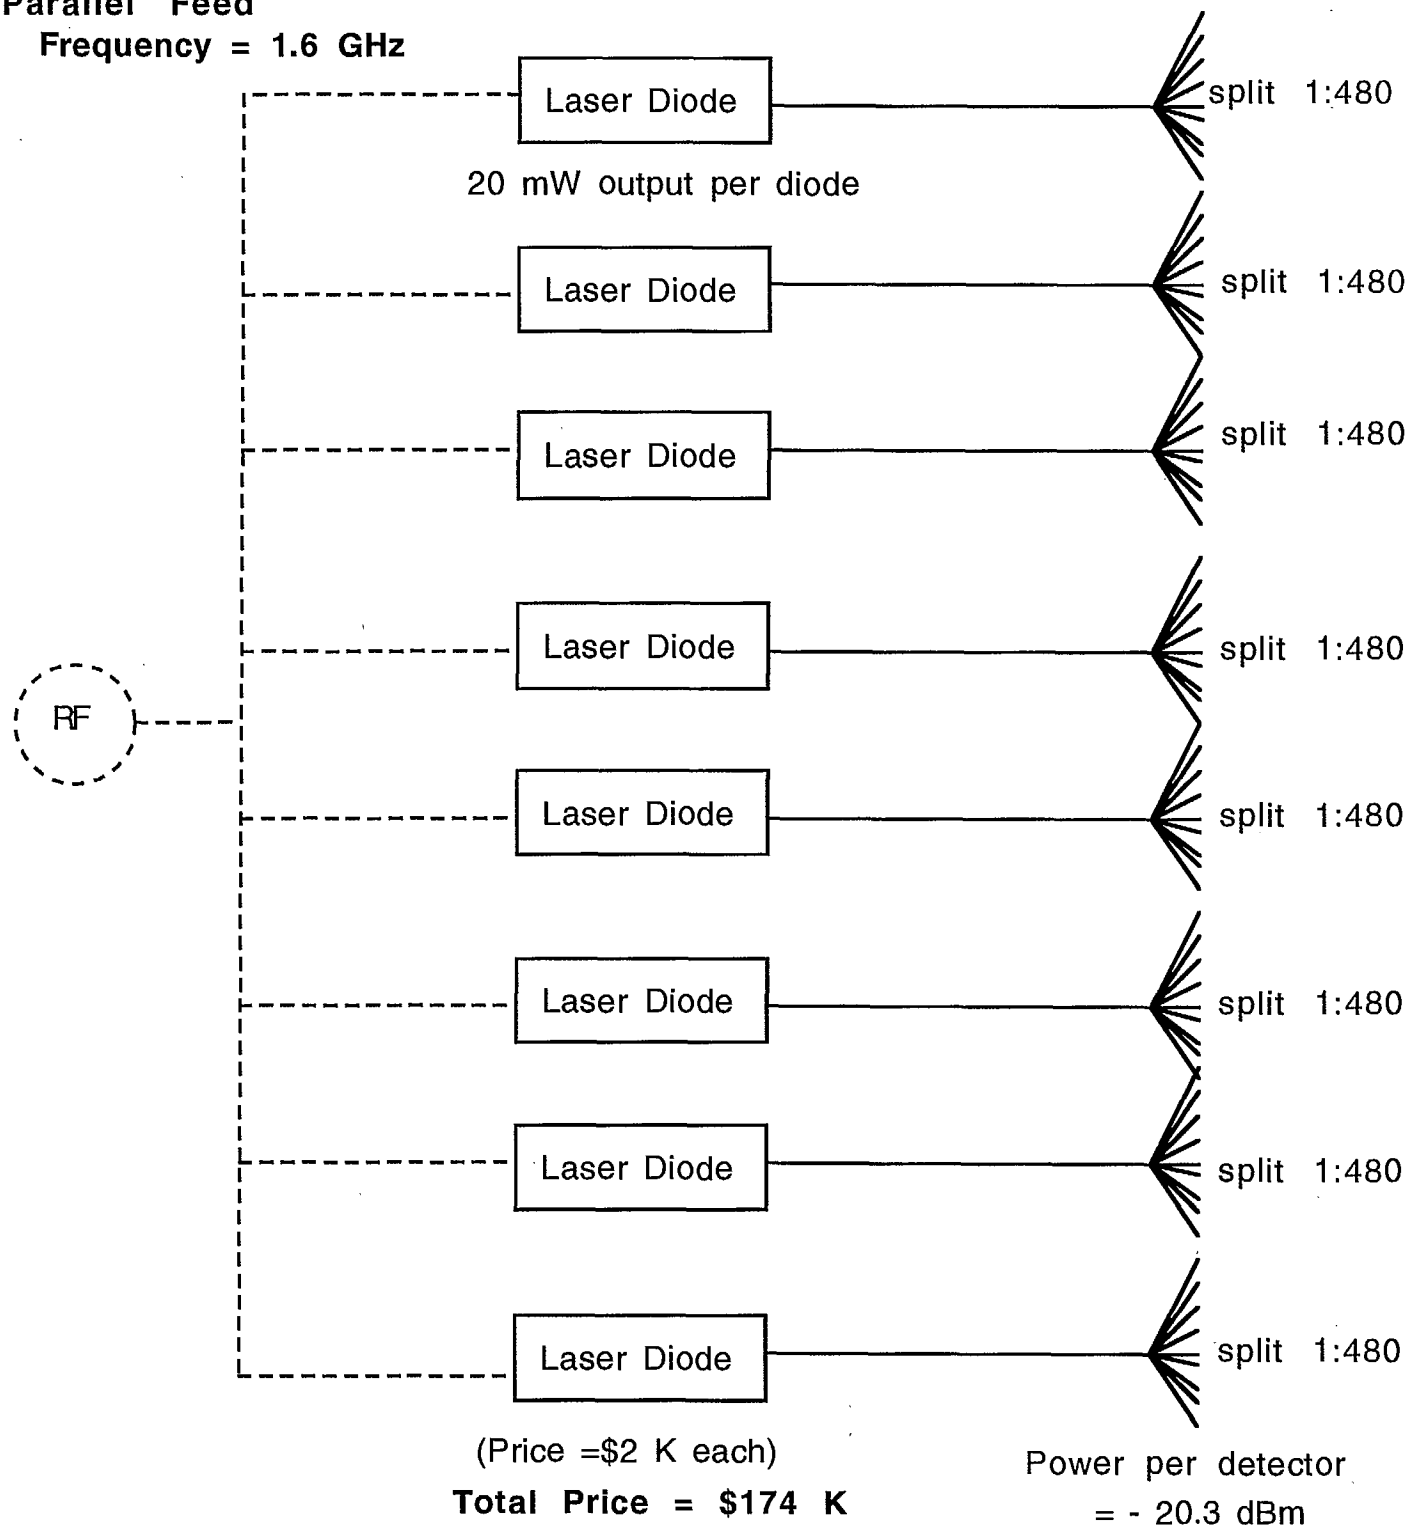 Parallel Feed
Frequency = 1.6 GHz
Laser Diode
split 1:480
20 mW output per diode
Laser Diode
split 1:480
Laser Diode
split 1:480
Laser Diode
split 1:480
RF
Laser Diode
split 1:480
Laser Diode
split 1:480
Laser Diode
split 1:480
Laser Diode
split 1:480
(Price =$2 K each)
Total Price = $174 K
Power per detector
= - 20.3 dBm